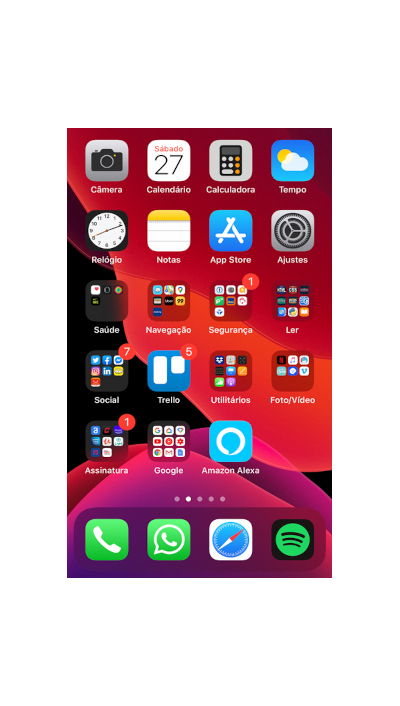 Sábado
27
Câmera Calendário Calculadora Tempo
12
Relógio Notas App Store Ajustes
1
Saúde Navegação Segurança Ler
7 5
Social Trello Utilitários Foto/Vídeo
1
Assinatura Google Amazon Alexa